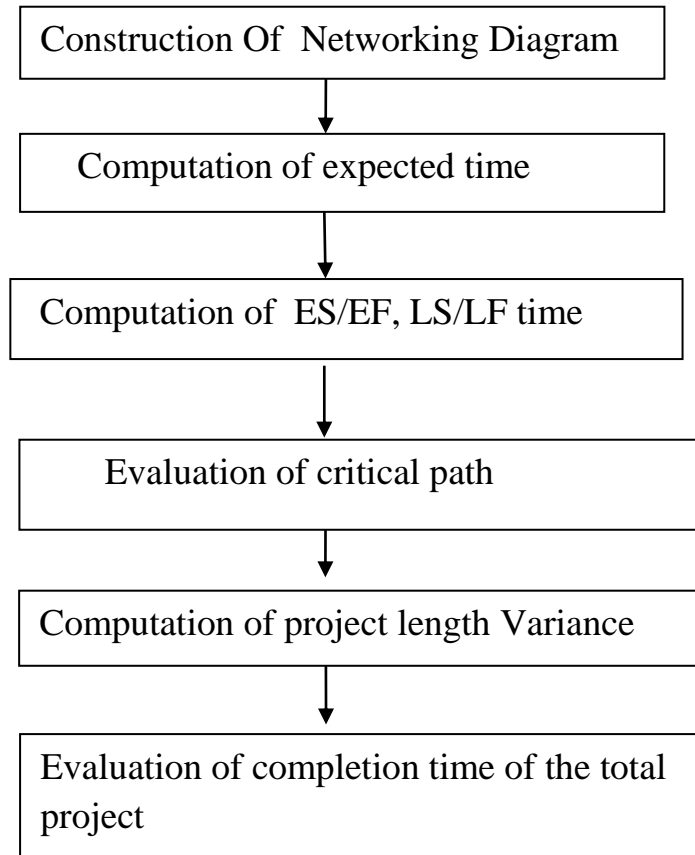 Construction Of Networking Diagram
Computation of expected time
Computation of ES/EF, LS/LF time
Evaluation of critical path
Computation of project length Variance
Evaluation of completion time of the total
project